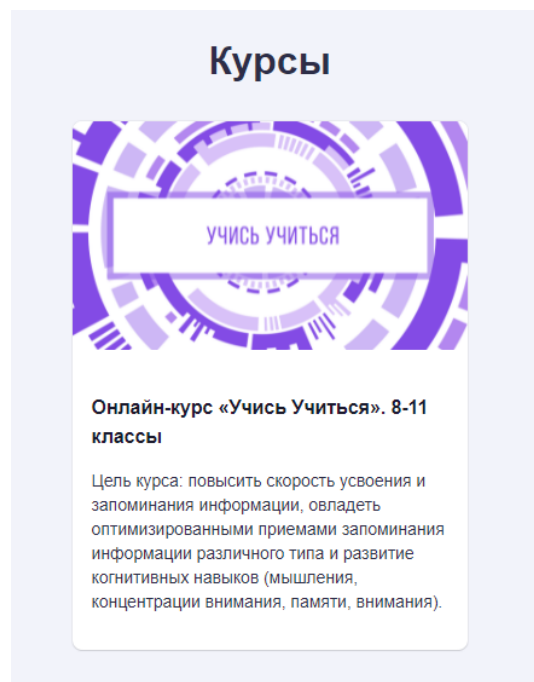 Курсы
УЧИСЬ УЧИТЬСЯ
Онлайн-курс «Учись Учиться». 8-11
классы
Цель курса: повысить скорость усвоения и
запоминания информации, овладеть
оптимизированными приемами запоминания
информации различного типа и развитие
когнитивных навыков (мышления,
концентрации внимания, памяти, внимания).